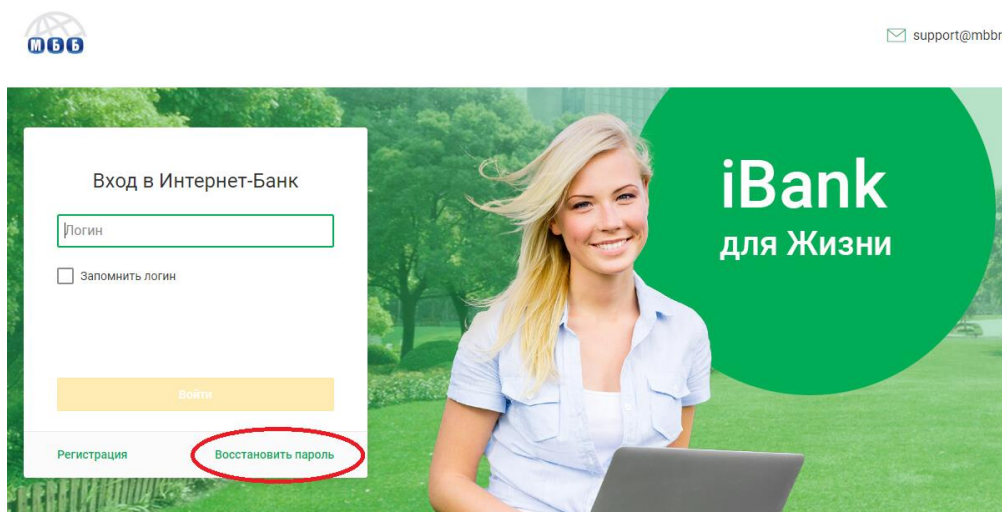 МББ
support@mbbr
Вход в Интернет-Банк
Логин
Запомнить логин
Войти
Регистрация
Восстановить пароль
iBank
для Жизни